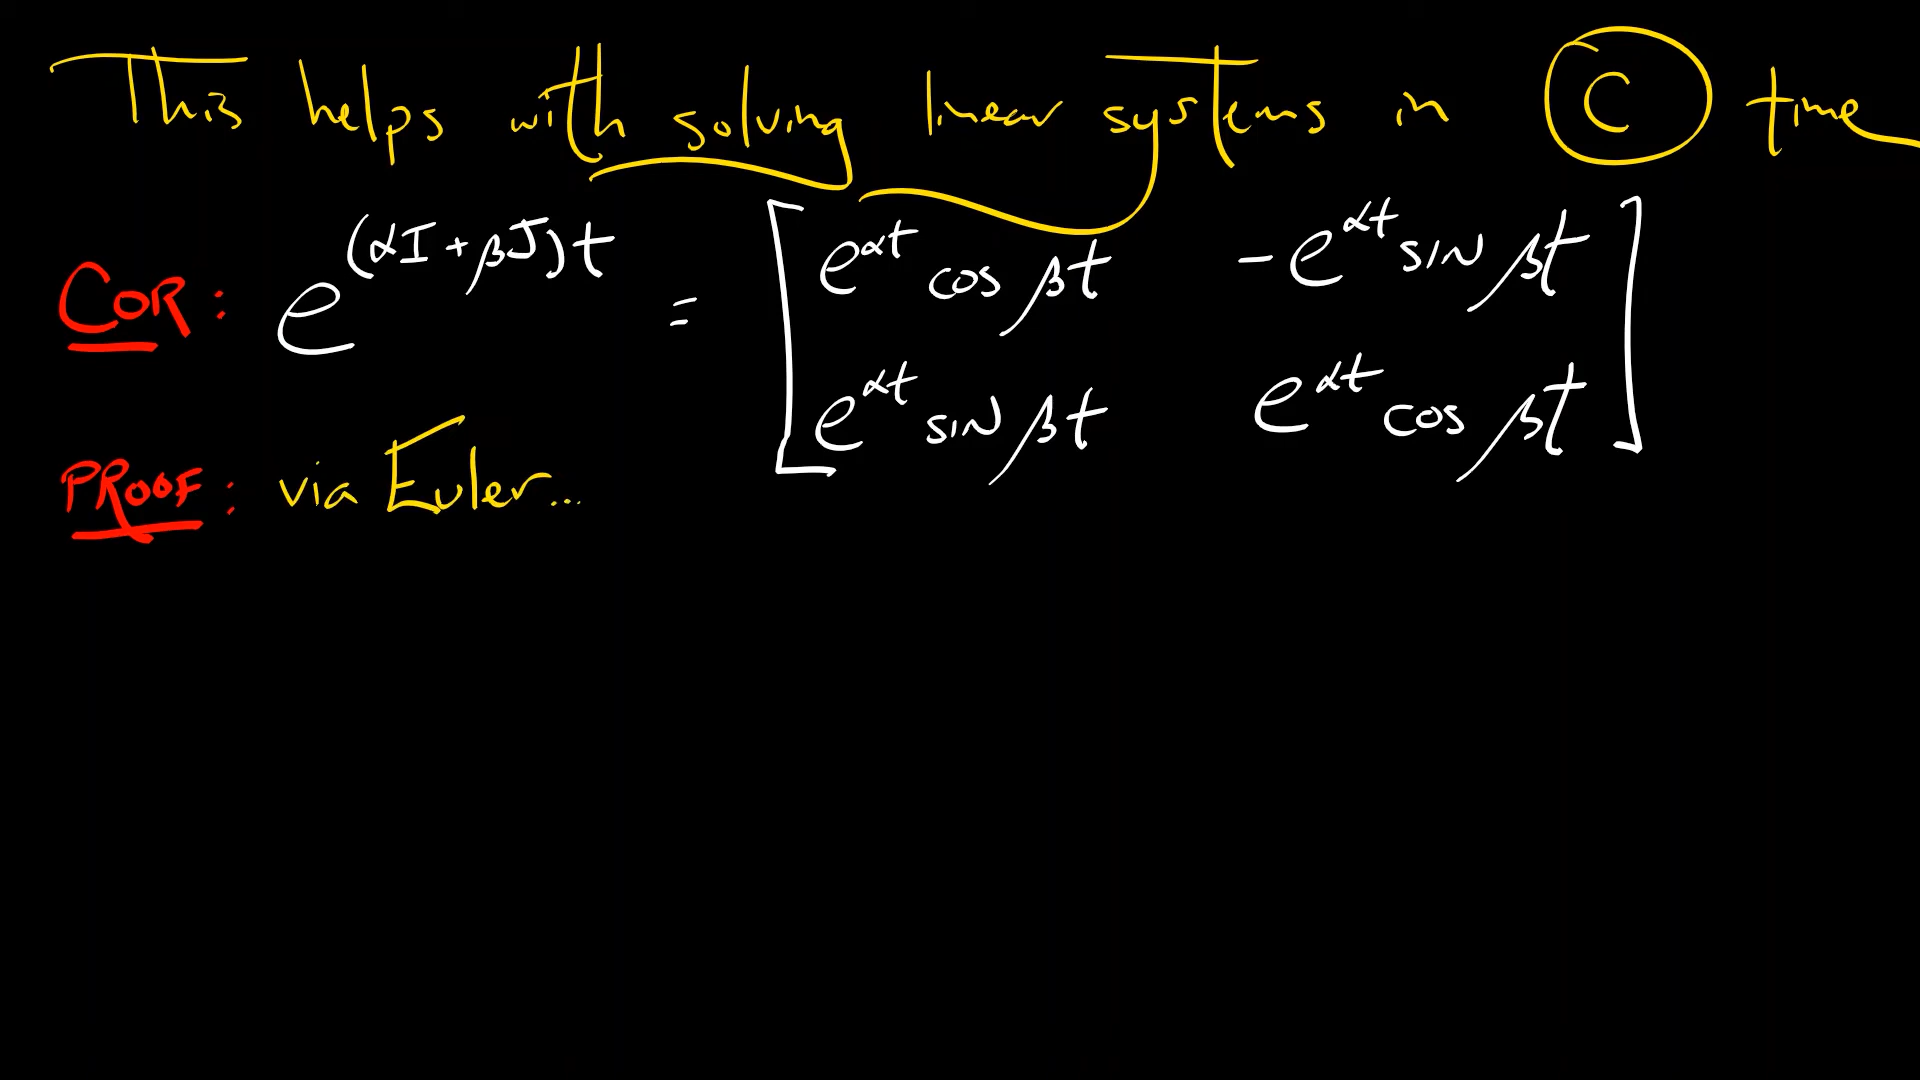 This helps with solving linear systems in C time
COR: e^{(αI+βJ)t} = [ e^{αt} cos βt   -e^{αt} sin βt
e^{αt} sin βt   e^{αt} cos βt ]
PROOF: via Euler...